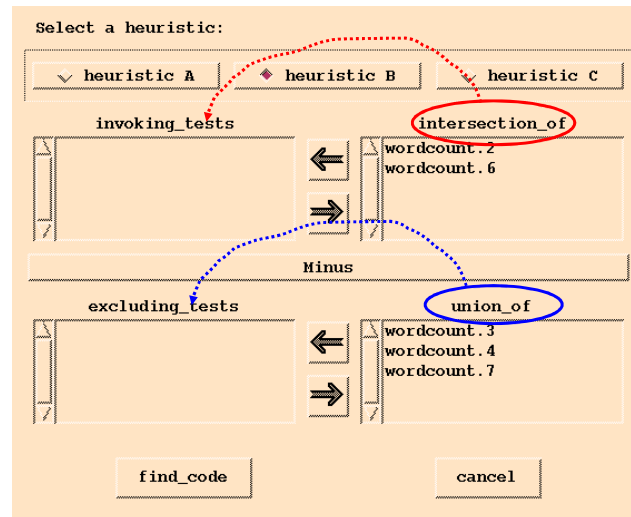 Select a heuristic:
heuristic A heuristic B heuristic C
invoking_tests intersection_of
wordcount.2
wordcount.6
Minus
excluding_tests union_of
wordcount.3
wordcount.4
wordcount.7
find_code cancel